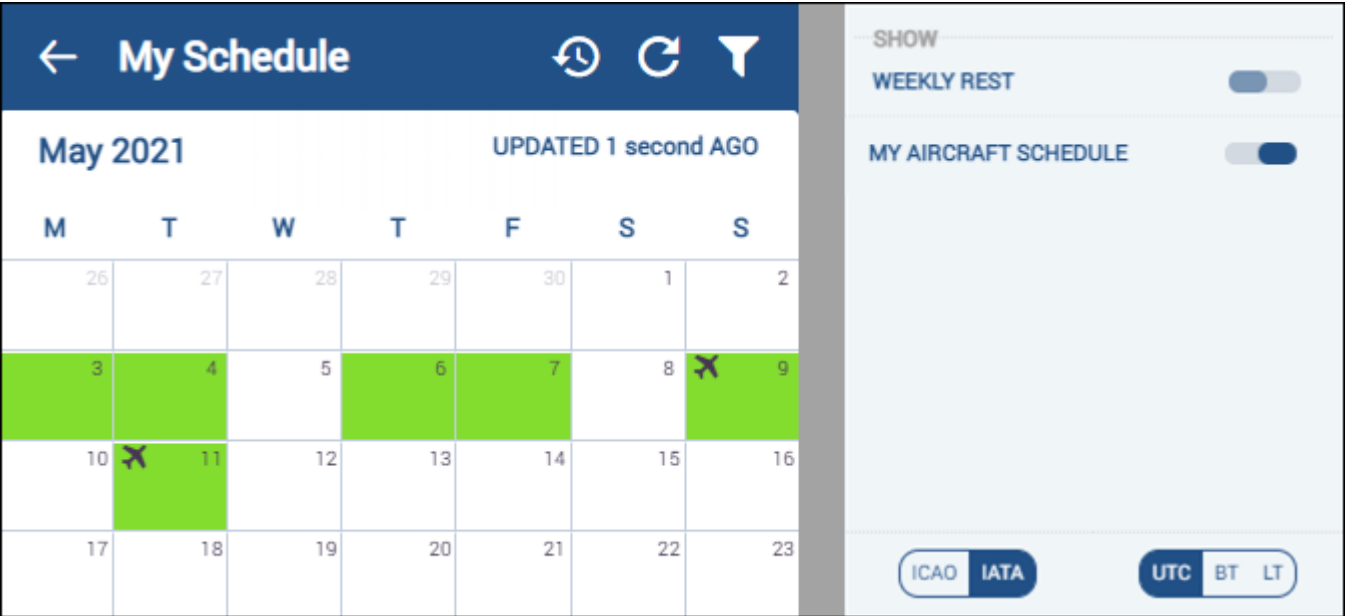 My Schedule
May 2021
UPDATED 1 second AGO
M T W T F S S
26 27 28 29 30 1 2
3 4 5 6 7 8 9
10 11 12 13 14 15 16
17 18 19 20 21 22 23
SHOW
WEEKLY REST
MY AIRCRAFT SCHEDULE
ICAO IATA
UTC BT LT